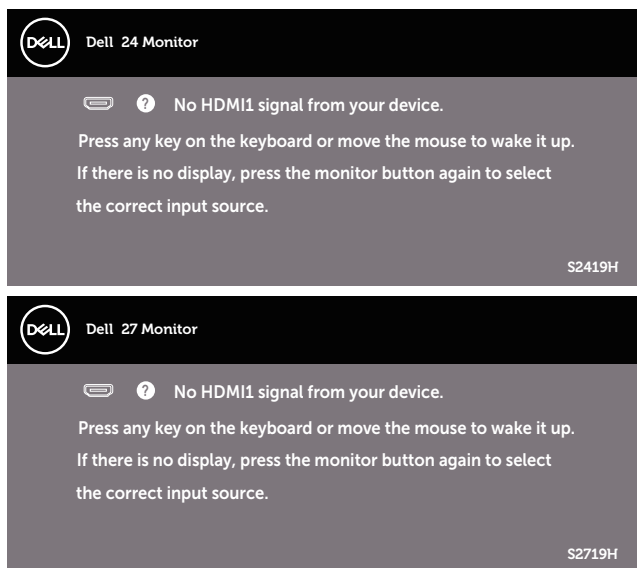 DELL Dell 24 Monitor
? No HDMI1 signal from your device.
Press any key on the keyboard or move the mouse to wake it up.
If there is no display, press the monitor button again to select
the correct input source.
S2419H
DELL Dell 27 Monitor
? No HDMI1 signal from your device.
Press any key on the keyboard or move the mouse to wake it up.
If there is no display, press the monitor button again to select
the correct input source.
S2719H